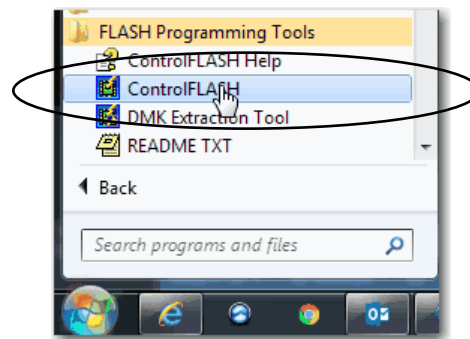 FLASH Programming Tools
ControlFLASH Help
ControlFLASH
DMK Extraction Tool
README TXT
Back
Search programs and files